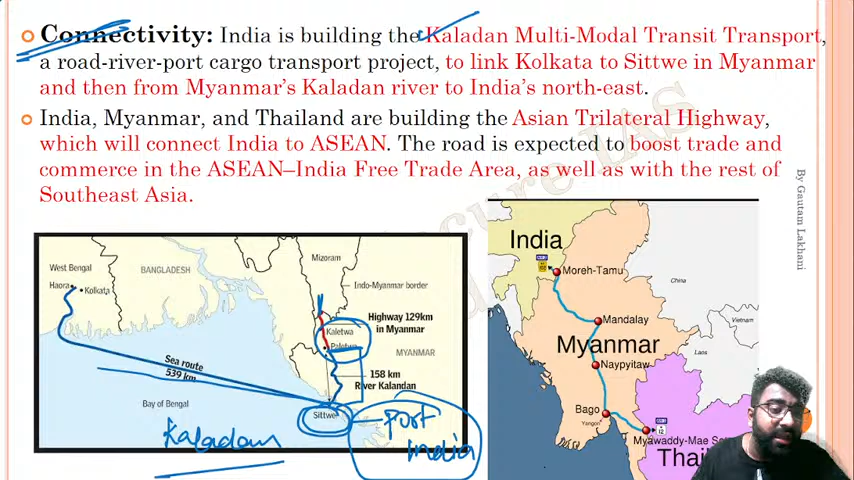 Connectivity: India is building the Kaladan Multi-Modal Transit Transport,
a road-river-port cargo transport project, to link Kolkata to Sittwe in Myanmar
and then from Myanmar's Kaladan river to India's north-east.
India, Myanmar, and Thailand are building the Asian Trilateral Highway,
which will connect India to ASEAN. The road is expected to boost trade and
commerce in the ASEAN–India Free Trade Area, as well as with the rest of
Southeast Asia.
By Gautam Lakhani
West Bengal
BANGLADESH
Mizoram
Haora
Kolkata
Indo-Myanmar border
Highway 129km
in Myanmar
Kaletwa
Paletwa
MYANMAR
Sea route
539 km
158 km
River Kalandan
Bay of Bengal
Sittwe
Kaladan
Port
India
India
Moreh-Tamu
China
Mandalay
Vietnam
Myanmar
Laos
Naypyitaw
Bago
Yangon
Myawaddy-Mae
Thai